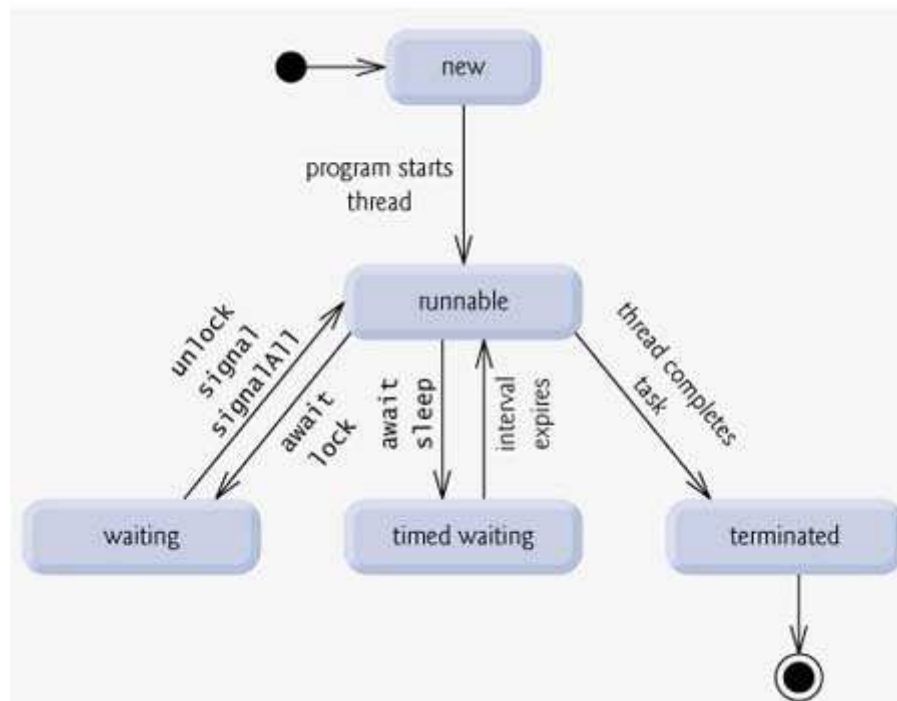 new
program starts
thread
runnable
unlock
signal
signalAll
await
lock
await
sleep
interval
expires
thread completes
task
waiting
timed waiting
terminated